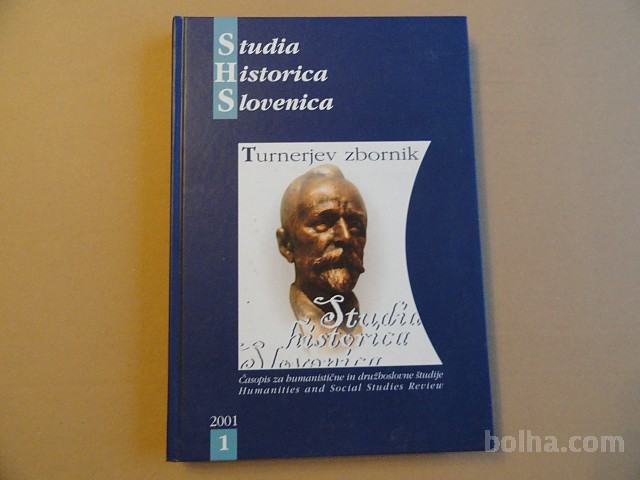 Studia
Historica
Slovenica
Turnerjev zbornik
Studia
historica
Slovenica
Časopis za humanistične in družboslovne študije
Humanities and Social Studies Review
2001
1
bolha.com